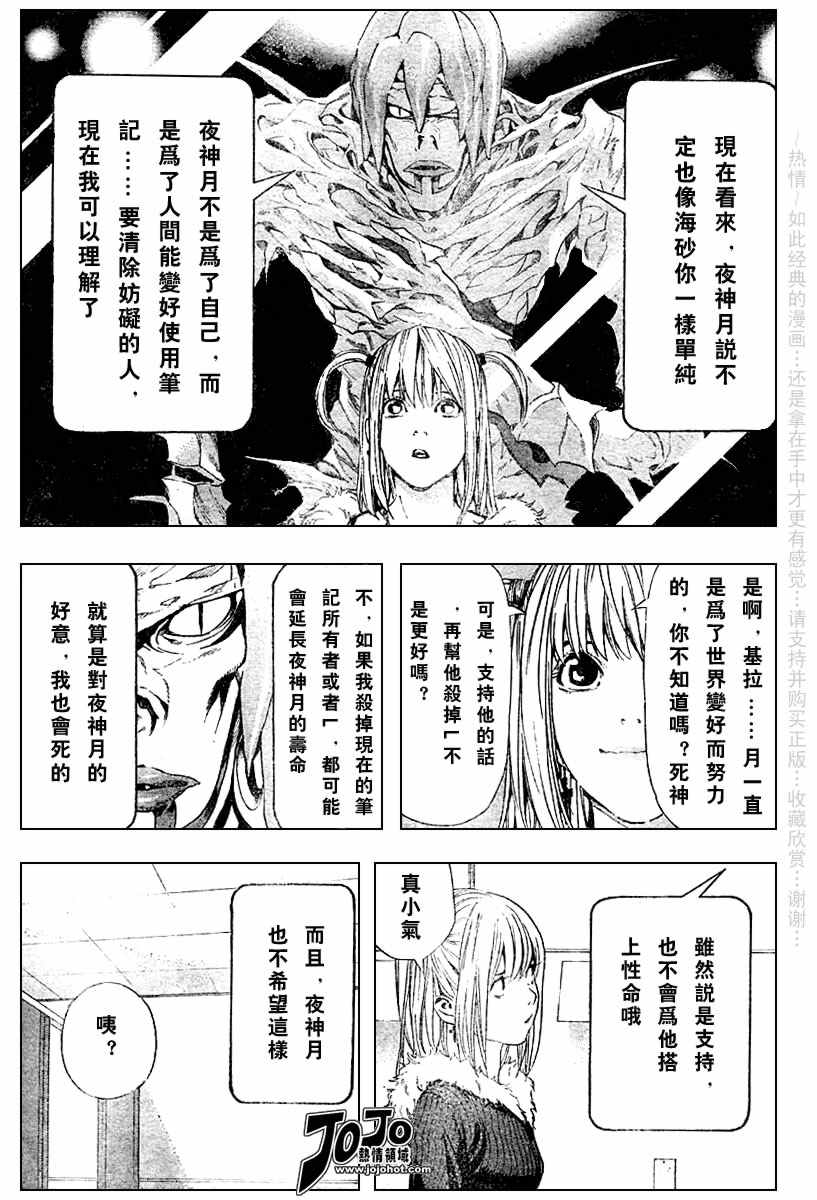 現在看來，夜神月説不
定也像海砂你一樣單純
夜神月不是爲了自己，而
是爲了人間能變好使用筆
記……要清除妨礙的人，
現在我可以理解了
是啊，基拉……月一直
是爲了世界變好而努力
的，你不知道嗎？死神
可是，支持他的話
，再幫他殺掉L不
是更好嗎？
不，如果我殺掉現在的筆
記所有者或者L，都可能
會延長夜神月的壽命
就算是對夜神月的
好意，我也會死的
雖然説是支持，
也不會爲他搭
上性命哦
真小氣
而且，夜神月
也不希望這樣
咦？
JOJO
熱情領域
www.jojohot.com
~热情~如此经典的漫画…还是拿在手中才更有感觉…请支持并购买正版…收藏欣赏…谢谢…